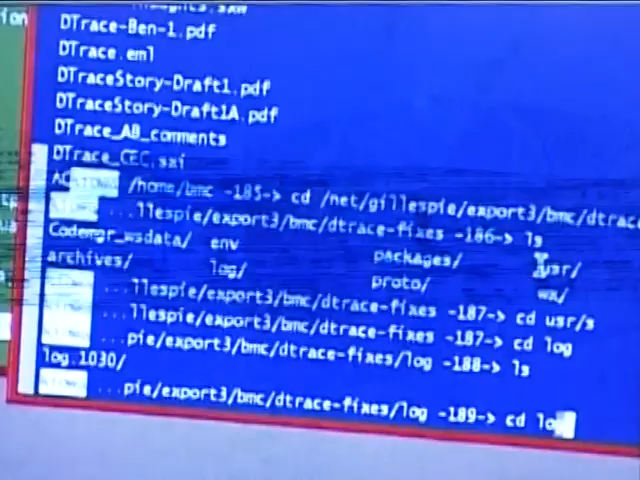 DTrace-Ben-1.pdf
DTrace.eml
DTraceStory-Draft1.pdf
DTraceStory-Draft1A.pdf
DTrace_AB_comments
DTrace_CEC.sxi
/home/bmc -185-> cd /net/gillespie/export3/bmc/dtrace
...llespie/export3/bmc/dtrace-fixes -186-> ls
Codemgr_wsdata/ env packages/ usr/
archives/ log/ proto/ wx/
...llespie/export3/bmc/dtrace-fixes -187-> cd usr/s
...llespie/export3/bmc/dtrace-fixes -187-> cd log
...pie/export3/bmc/dtrace-fixes/log -188-> ls
log.1030/
...pie/export3/bmc/dtrace-fixes/log -189-> cd lo